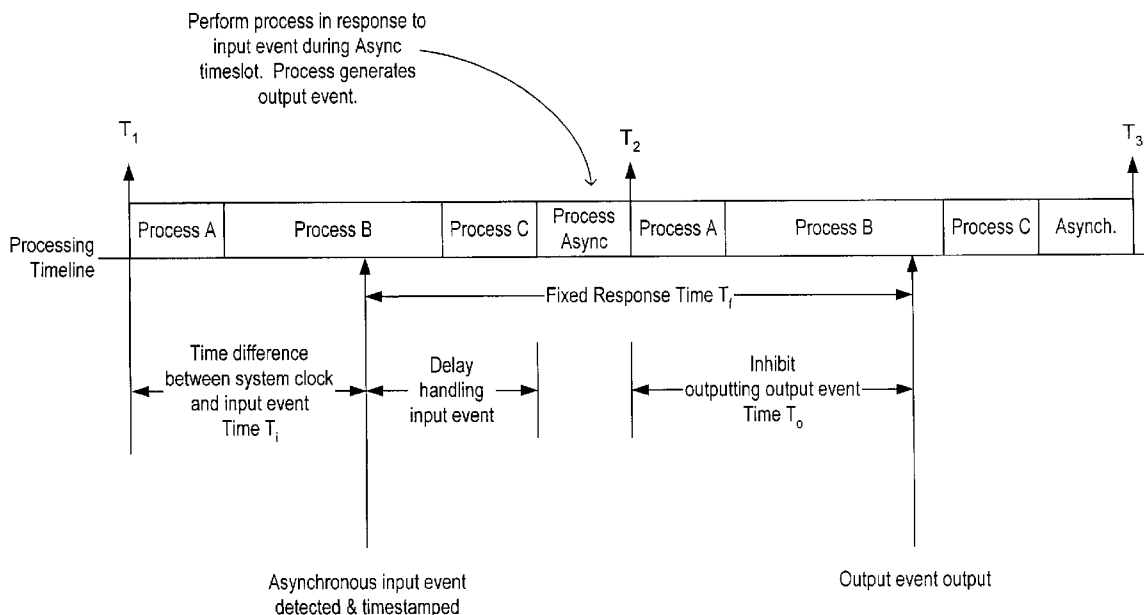 Perform process in response to
input event during Async
timeslot. Process generates
output event.
T1
T2
T3
Process A
Process B
Process C
Process
Async
Process A
Process B
Process C
Asynch.
Processing
Timeline
Fixed Response Time Tf
Time difference
between system clock
and input event
Time Ti
Delay
handling
input event
Inhibit
outputting output event
Time To
Asynchronous input event
detected & timestamped
Output event output